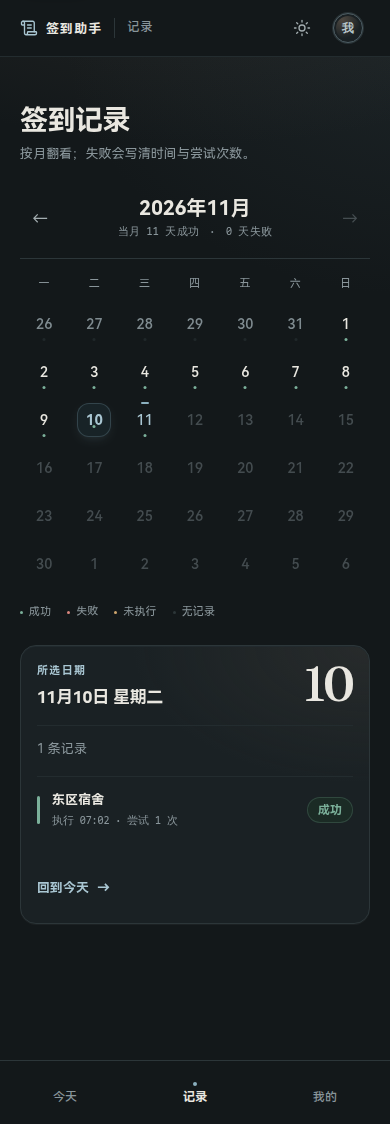 签到助手 记录 我
签到记录
按月翻看；失败会写清时间与尝试次数。
← 2026年11月 →
当月 11 天成功 · 0 天失败
一 二 三 四 五 六 日
26 27 28 29 30 31 1
2 3 4 5 6 7 8
9 10 11 12 13 14 15
16 17 18 19 20 21 22
23 24 25 26 27 28 29
30 1 2 3 4 5 6
成功 失败 未执行 无记录
所选日期
11月10日 星期二
10
1 条记录
东区宿舍
执行 07:02 · 尝试 1 次
成功
回到今天 →
今天 记录 我的